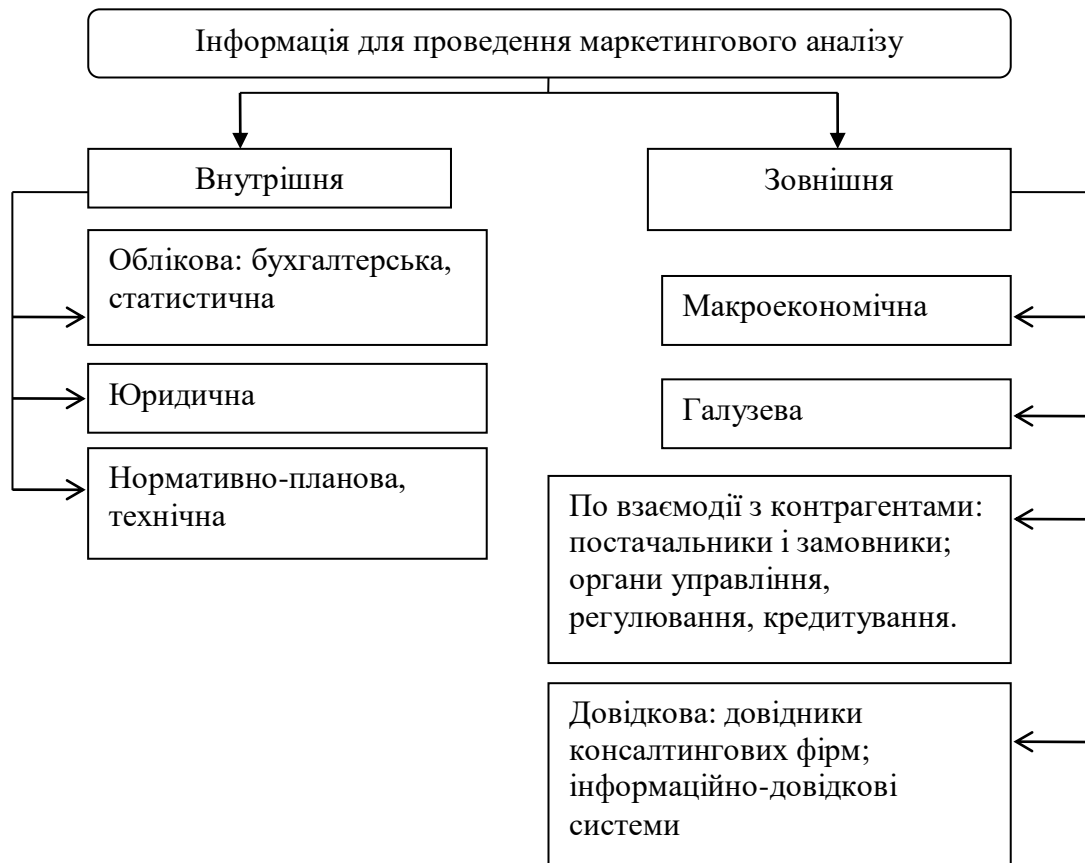 Інформація для проведення маркетингового аналізу
Внутрішня
Облікова: бухгалтерська,
статистична
Юридична
Нормативно-планова,
технічна
Зовнішня
Макроекономічна
Галузева
По взаємодії з контрагентами:
постачальники і замовники;
органи управління,
регулювання, кредитування.
Довідкова: довідники
консалтингових фірм;
інформаційно-довідкові
системи